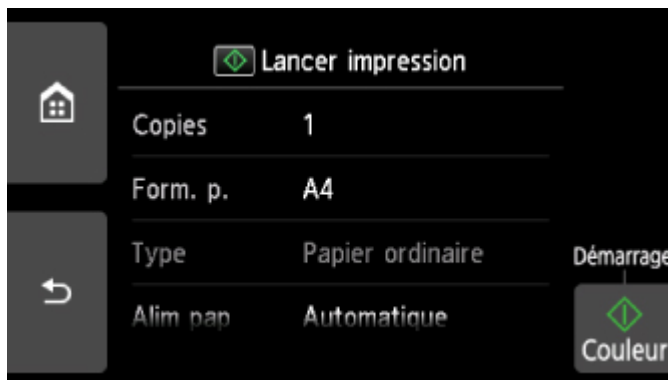 Lancer impression
Copies 1
Form. p. A4
Type Papier ordinaire
Alim pap Automatique
Démarrage
Couleur